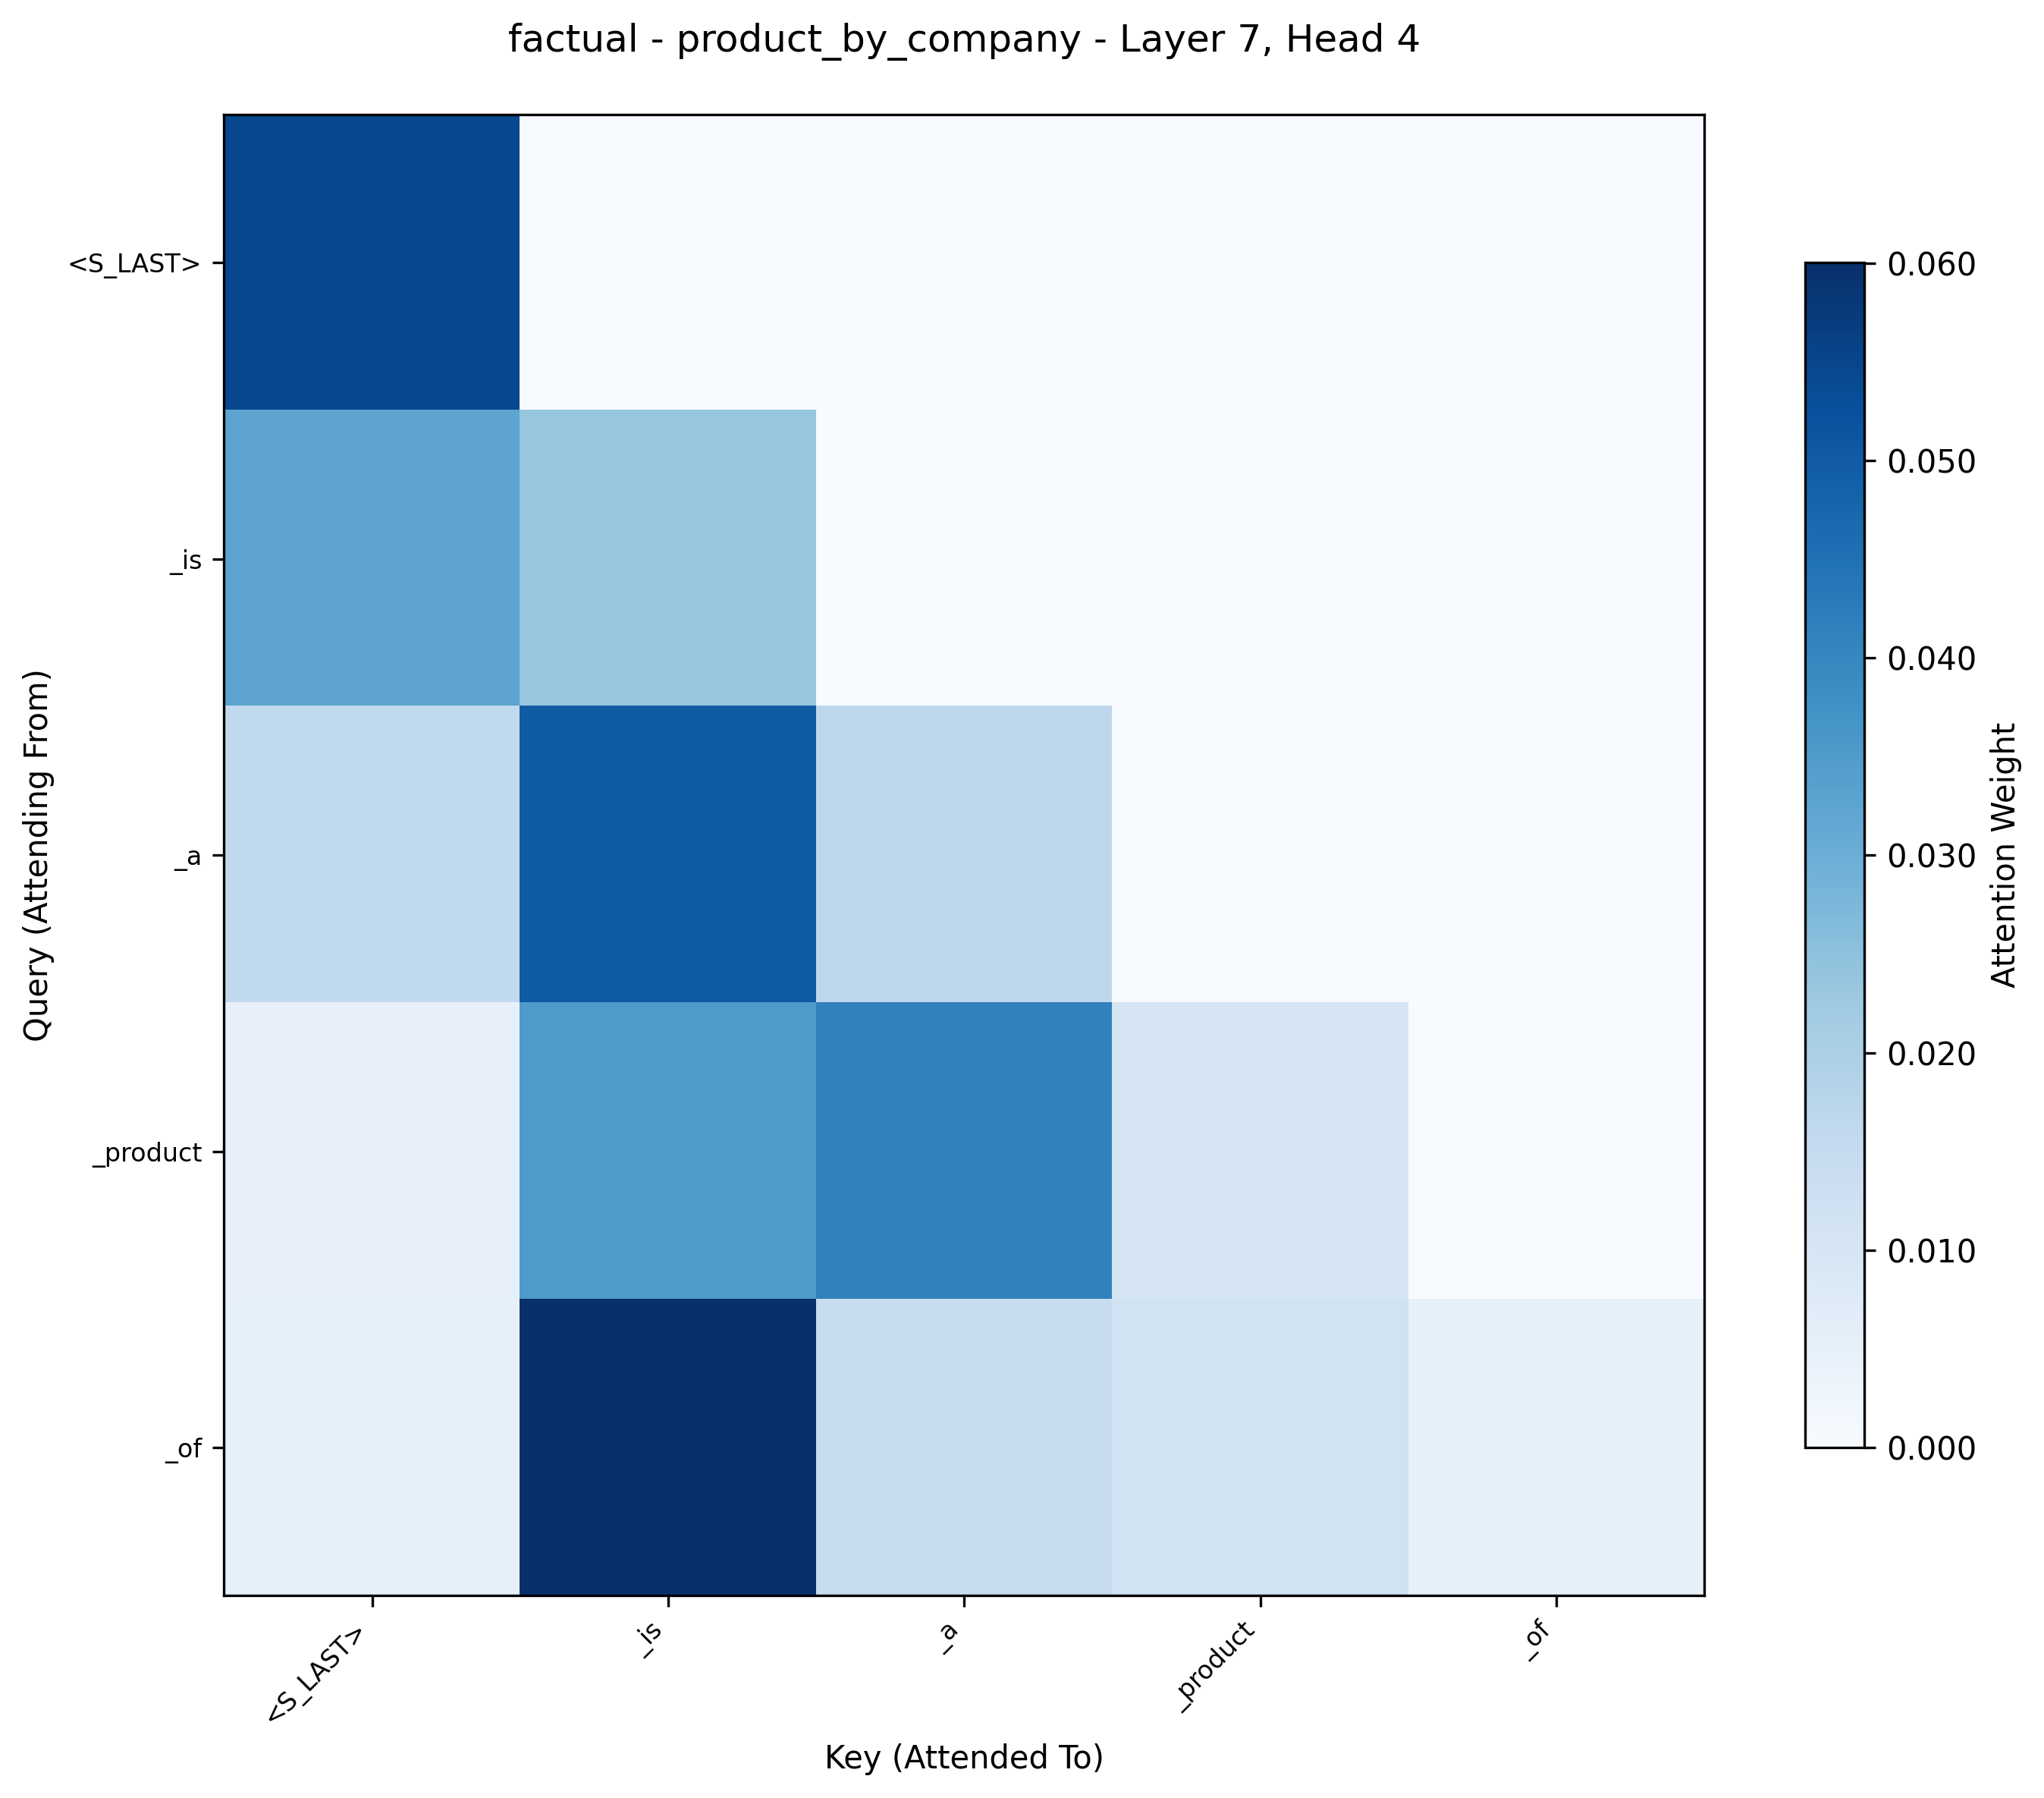 factual - product_by_company - Layer 7, Head 4
Query (Attending From)
<S_LAST>
_is
_a
_product
_of
<S_LAST>
_is
_a
_product
_of
Key (Attended To)
0.060
0.050
0.040
0.030
0.020
0.010
0.000
Attention Weight